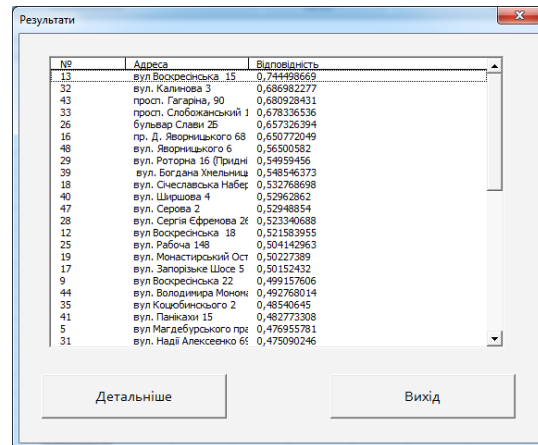 Результати
№ Адреса Відповідність
13 вул Воскресінська 15 0,744498669
32 вул. Калинова 3 0,686982277
43 просп. Гагаріна, 90 0,680928431
33 просп. Слобожанський 1 0,678336536
26 бульвар Слави 2Б 0,657326394
16 пр. Д. Яворницького 68 0,650772049
48 вул. Яворницького 6 0,56500582
29 вул. Роторна 16 (Придні 0,54959456
39 вул. Богдана Хмельниць 0,548546373
18 вул. Січеславська Набер 0,532768698
40 вул. Ширшова 4 0,52962862
47 вул. Серова 2 0,52948854
28 вул. Сергія Єфренова 26 0,523340688
12 вул Воскресінська 18 0,521583955
25 вул. Рабоча 148 0,504142963
19 вул. Монастирський Ост 0,50227389
17 вул. Запорізьке Шосе 5 0,50152432
9 вул Воскресінська 22 0,499157606
44 вул. Володимира Монома 0,492768014
35 вул Коцюбинського 2 0,48540645
41 вул. Панікахи 15 0,482773308
5 вул Магдебурського пра 0,476955781
31 вул. Надії Алексеєнко 69 0,475090246
Детальніше Вихід